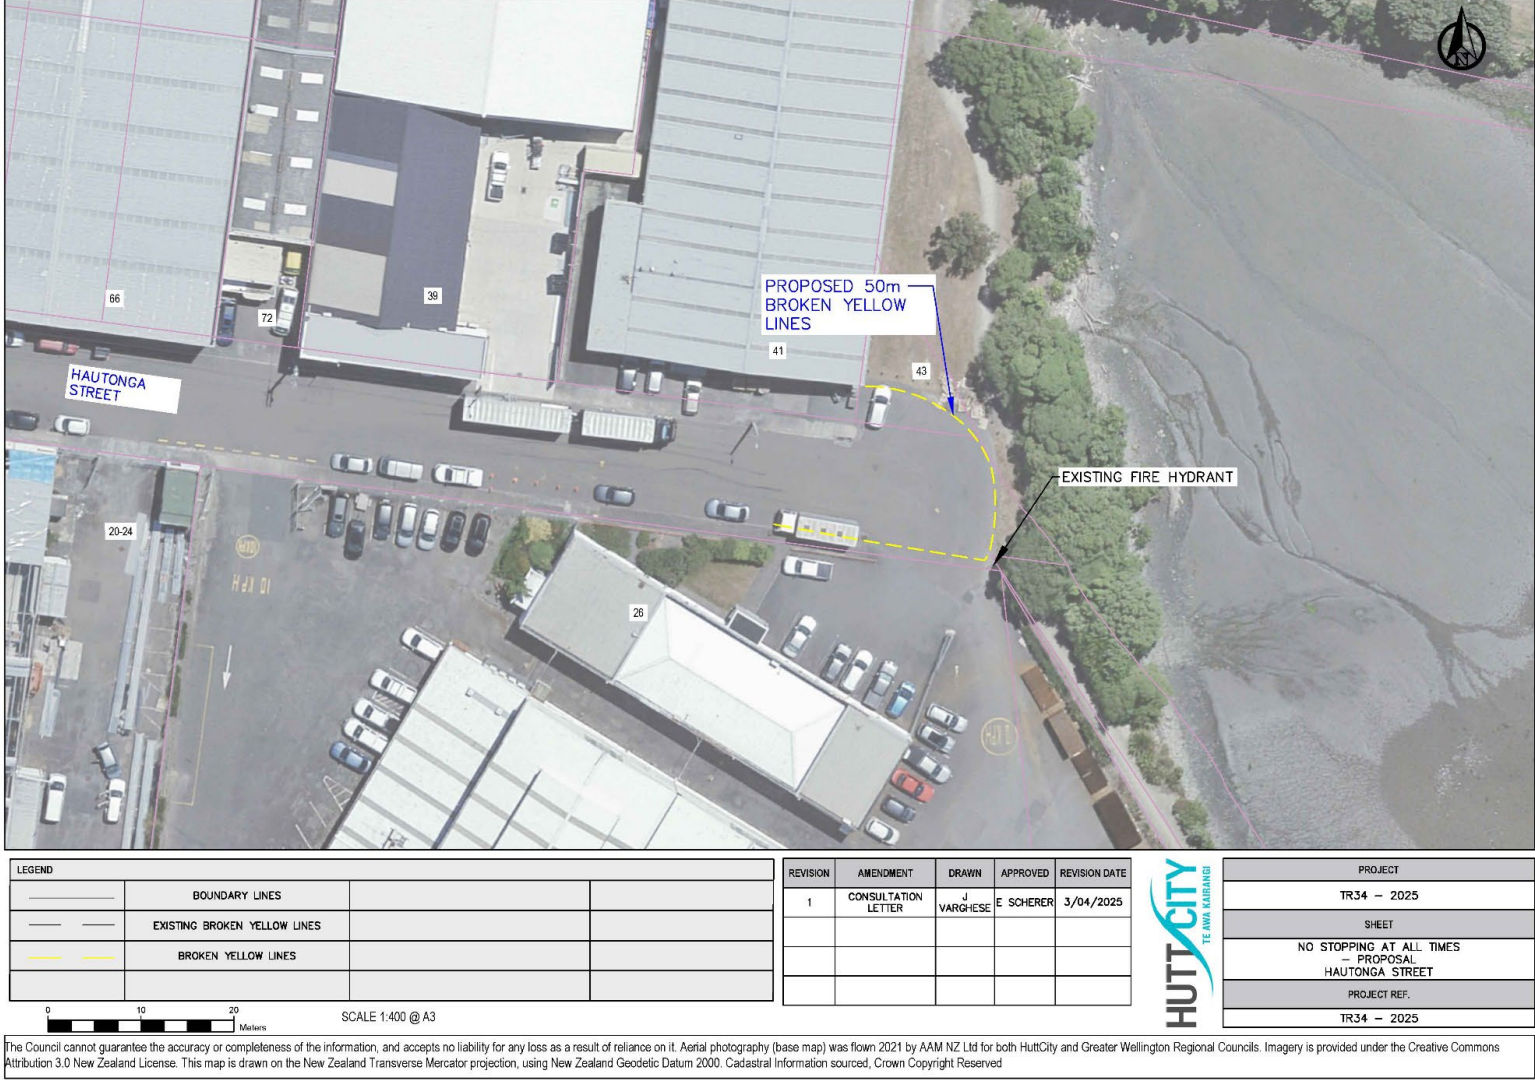 N
PROPOSED 50m
BROKEN YELLOW
LINES
66
72
39
41
43
HAUTONGA
STREET
EXISTING FIRE HYDRANT
20-24
10 KPH
26
LEGEND
BOUNDARY LINES
EXISTING BROKEN YELLOW LINES
BROKEN YELLOW LINES
0 10 20
Meters
SCALE 1:400 @ A3
REVISION AMENDMENT DRAWN APPROVED REVISION DATE
1 CONSULTATION LETTER J VARGHESE E SCHERER 3/04/2025
HUTT CITY
TE AWA KAIRANGI
PROJECT
TR34 - 2025
SHEET
NO STOPPING AT ALL TIMES
- PROPOSAL
HAUTONGA STREET
PROJECT REF.
TR34 - 2025
The Council cannot guarantee the accuracy or completeness of the information, and accepts no liability for any loss as a result of reliance on it. Aerial photography (base map) was flown 2021 by AAM NZ Ltd for both HuttCity and Greater Wellington Regional Councils. Imagery is provided under the Creative Commons
Attribution 3.0 New Zealand License. This map is drawn on the New Zealand Transverse Mercator projection, using New Zealand Geodetic Datum 2000. Cadastral Information sourced, Crown Copyright Reserved